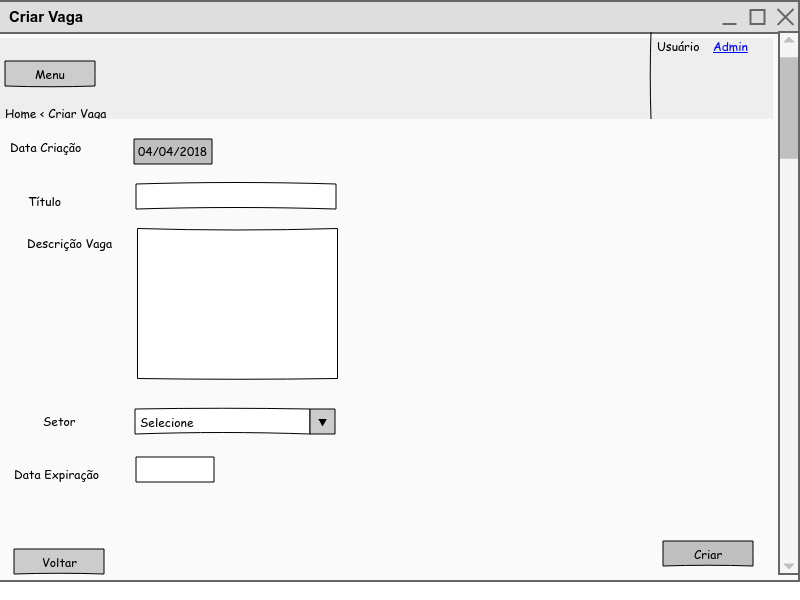 Criar Vaga
Usuário Admin
Menu
Home < Criar Vaga
Data Criação 04/04/2018
Título
Descrição Vaga
Setor Selecione
Data Expiração
Voltar Criar